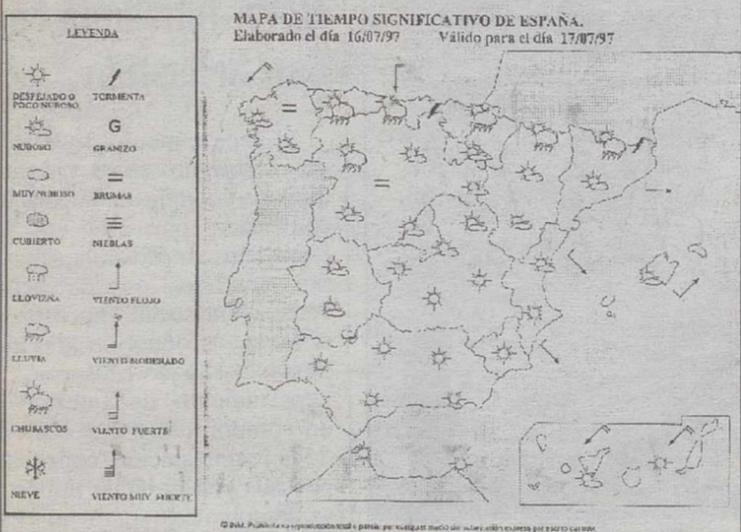 MAPA DE TIEMPO SIGNIFICATIVO DE ESPAÑA.
Elaborado el día 16/07/97 Válido para el día 17/07/97
LEYENDA
DESPEJADO O
POCO NUBOSO
TORMENTA
NUBOSO
G
GRANIZO
MUY NUBOSO
BRUMAS
CUBIERTO
NIEBLAS
LLOVIZNA
VIENTO FLOJO
LLUVIA
VIENTO MODERADO
CHUBASCOS
VIENTO FUERTE
NIEVE
VIENTO MUY FUERTE